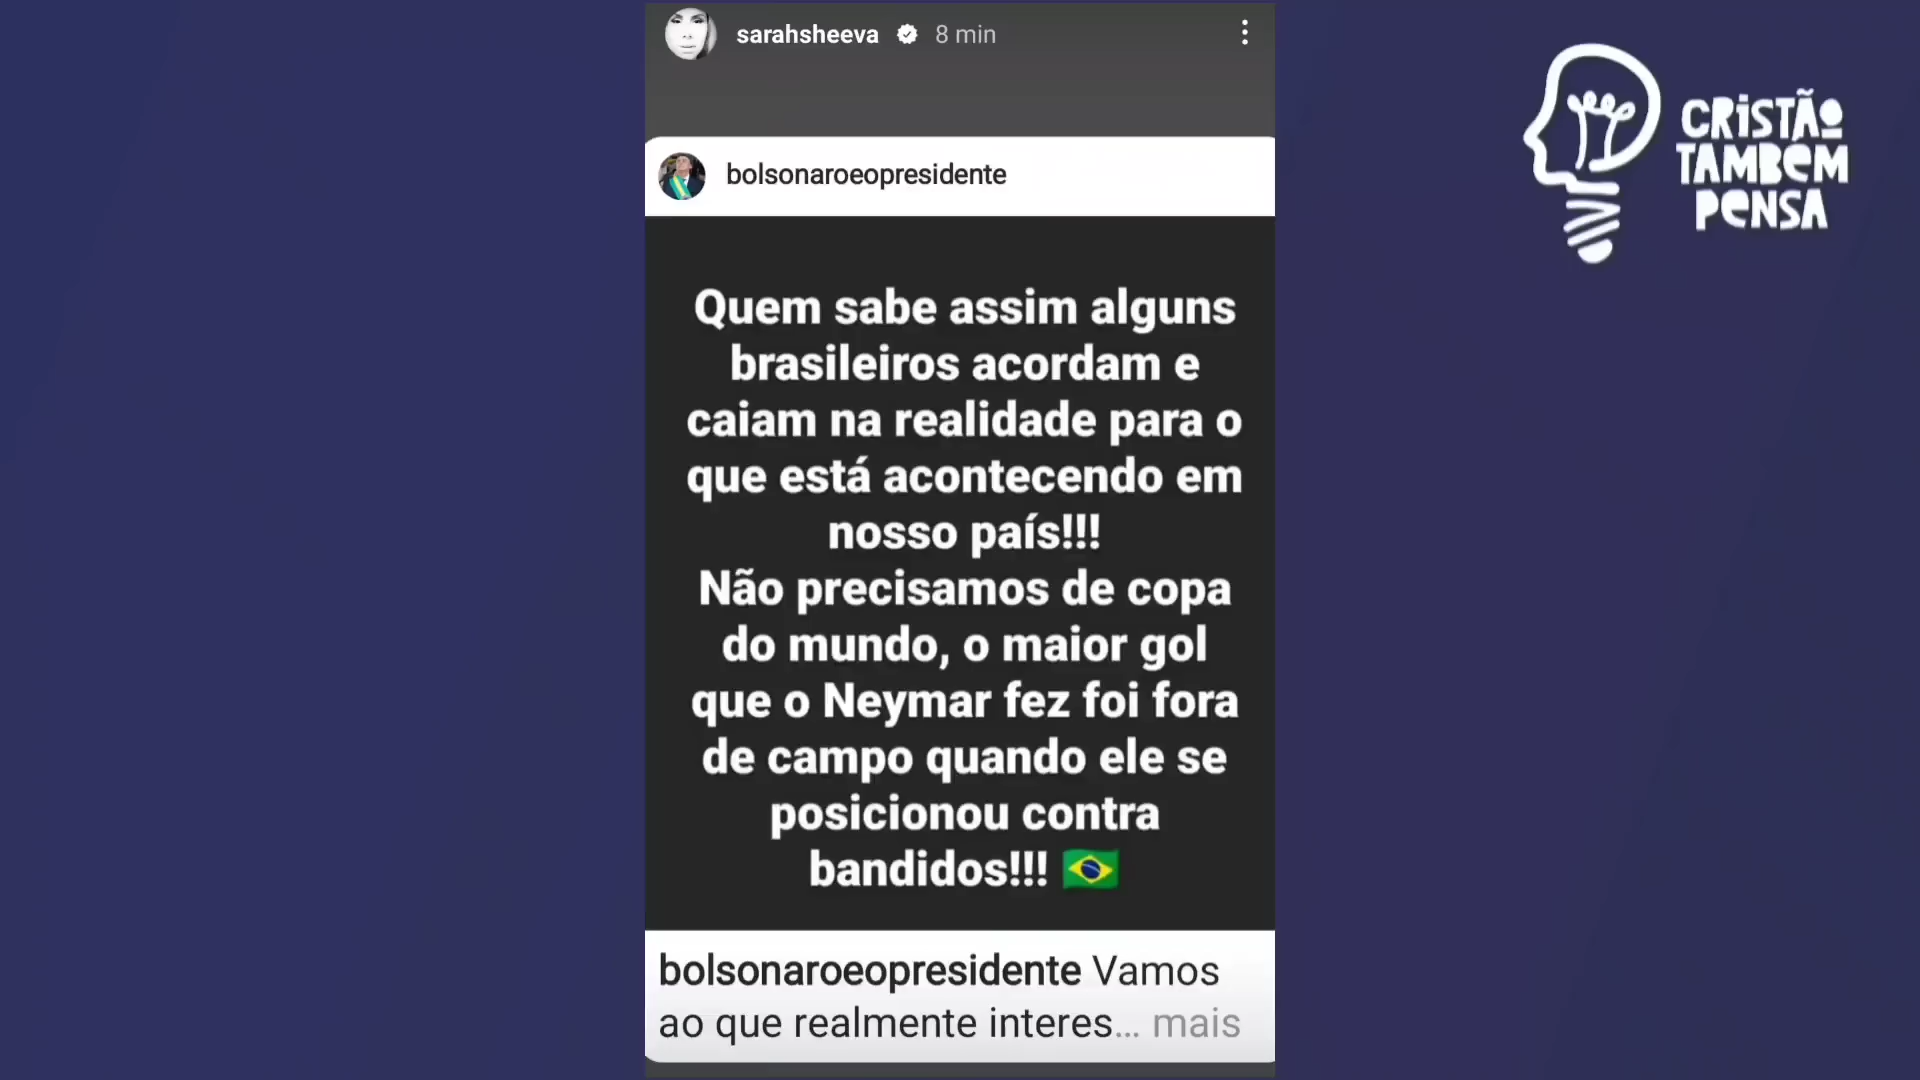 sarahsheeva 8 min
CRISTÃO
TAMBÉM
PENSA
bolsonaroeopresidente
Quem sabe assim alguns
brasileiros acordam e
caiam na realidade para o
que está acontecendo em
nosso país!!!
Não precisamos de copa
do mundo, o maior gol
que o Neymar fez foi fora
de campo quando ele se
posicionou contra
bandidos!!! 🇧🇷
bolsonaroeopresidente Vamos
ao que realmente interes... mais